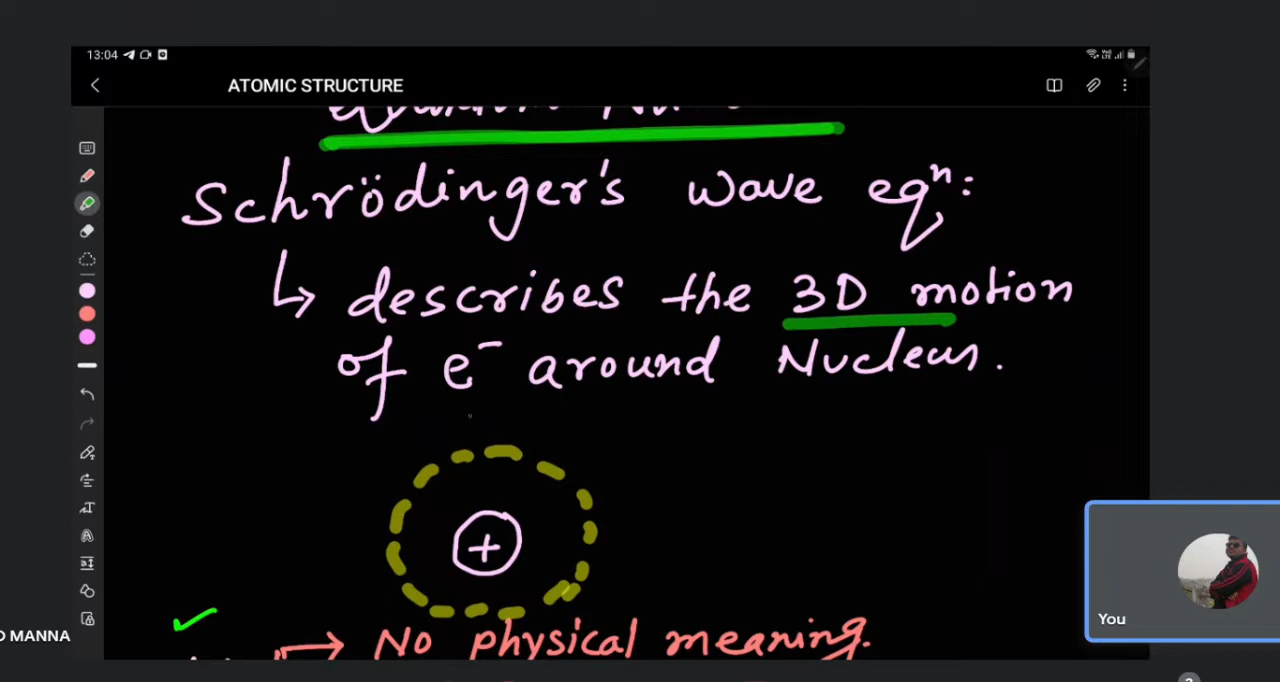 13:04
ATOMIC STRUCTURE
Schrödinger's wave eqⁿ:
↳ describes the 3D motion
of e⁻ around Nucleus.
+
→ No physical meaning.
MANNA
You